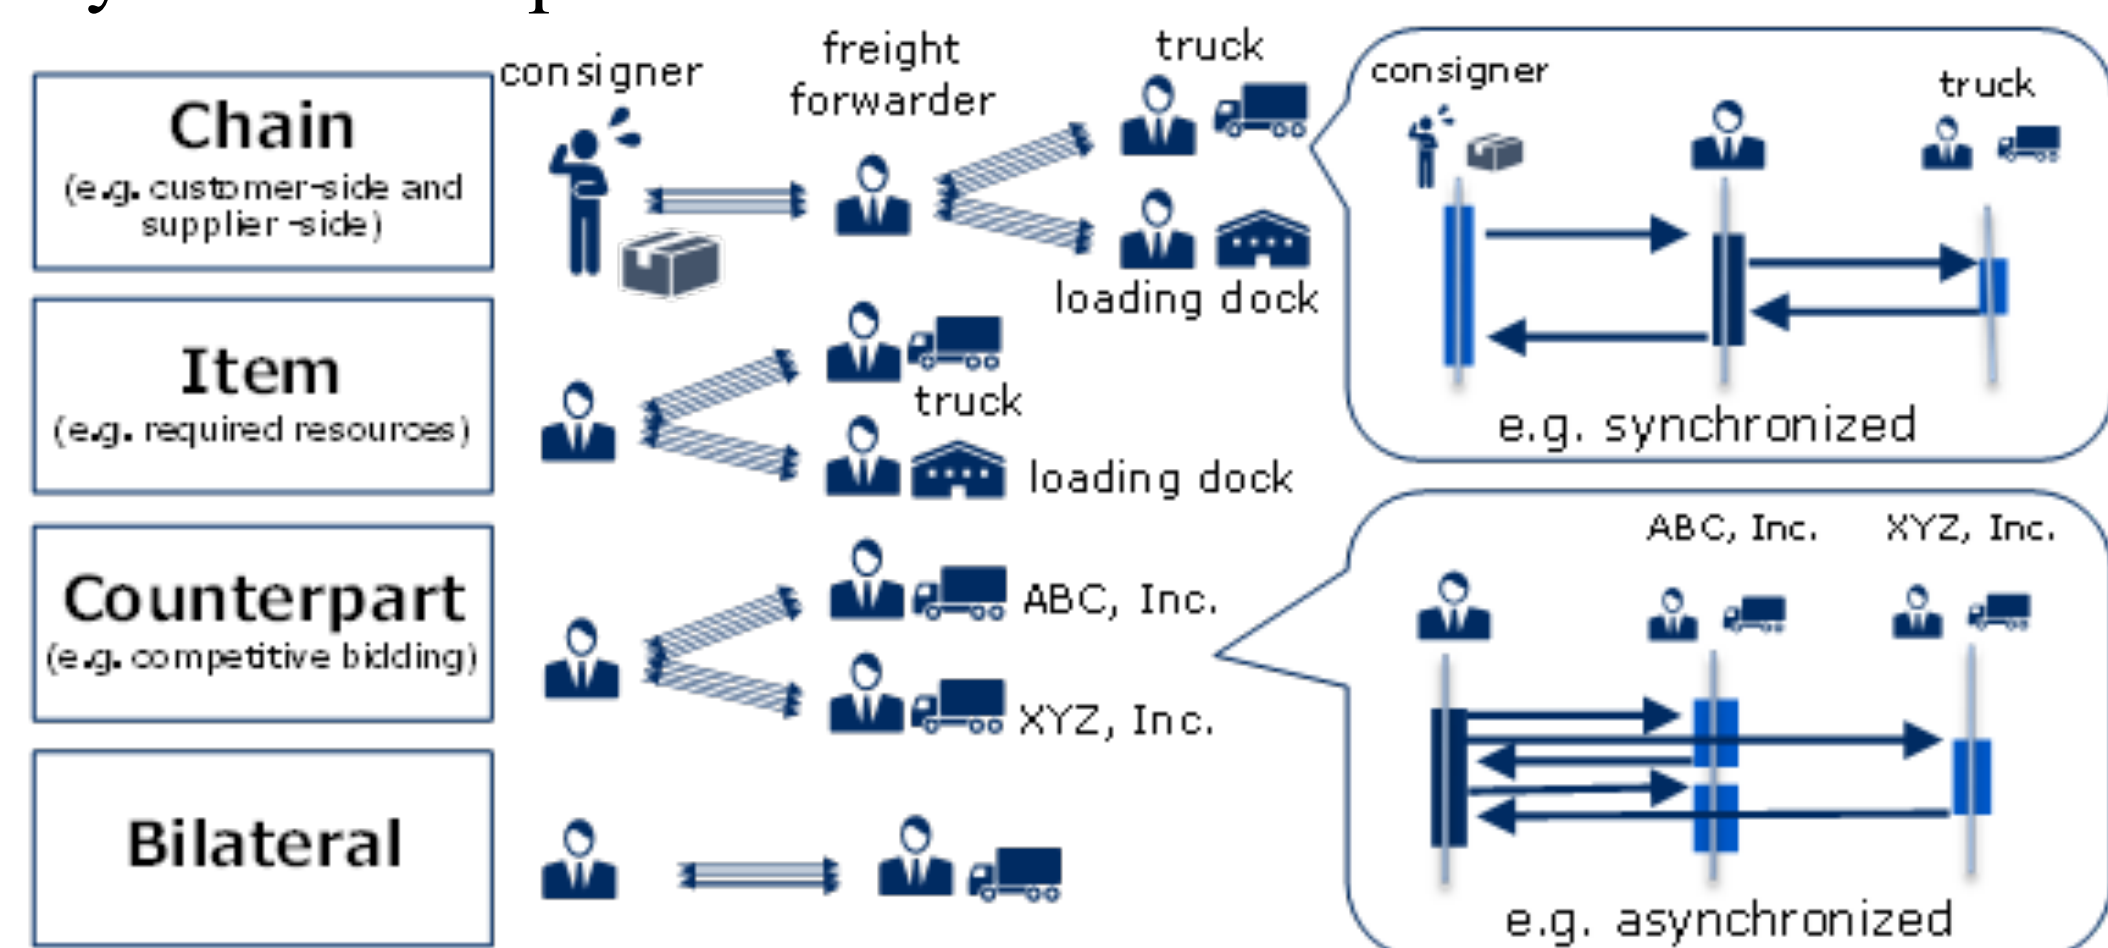 Chain
(e.g. customer-side and
supplier -side)
consigner
freight
forwarder
truck
loading dock
consigner
truck
e.g. synchronized
Item
(e.g. required resources)
truck
loading dock
Counterpart
(e.g. competitive bidding)
ABC, Inc.
XYZ, Inc.
ABC, Inc.
XYZ, Inc.
e.g. asynchronized
Bilateral